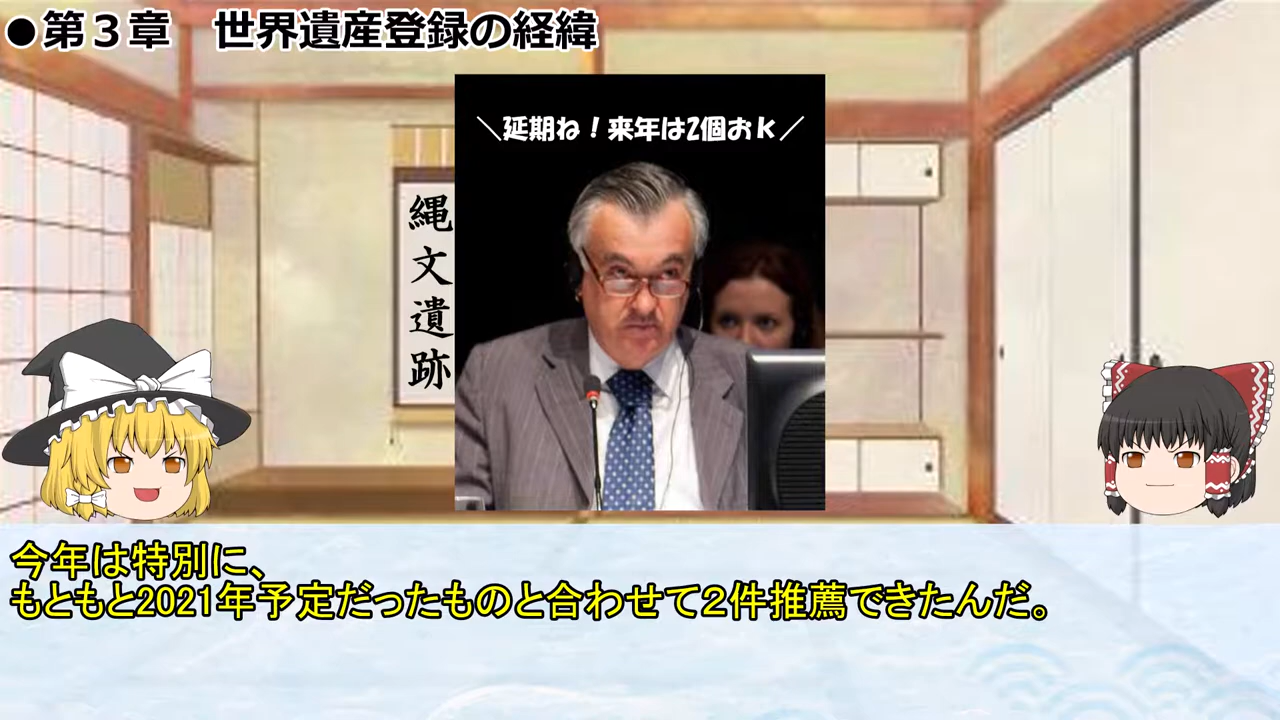 ●第３章　世界遺産登録の経緯
＼延期ね！来年は2個おｋ／
縄文遺跡
今年は特別に、
もともと2021年予定だったものと合わせて２件推薦できたんだ。